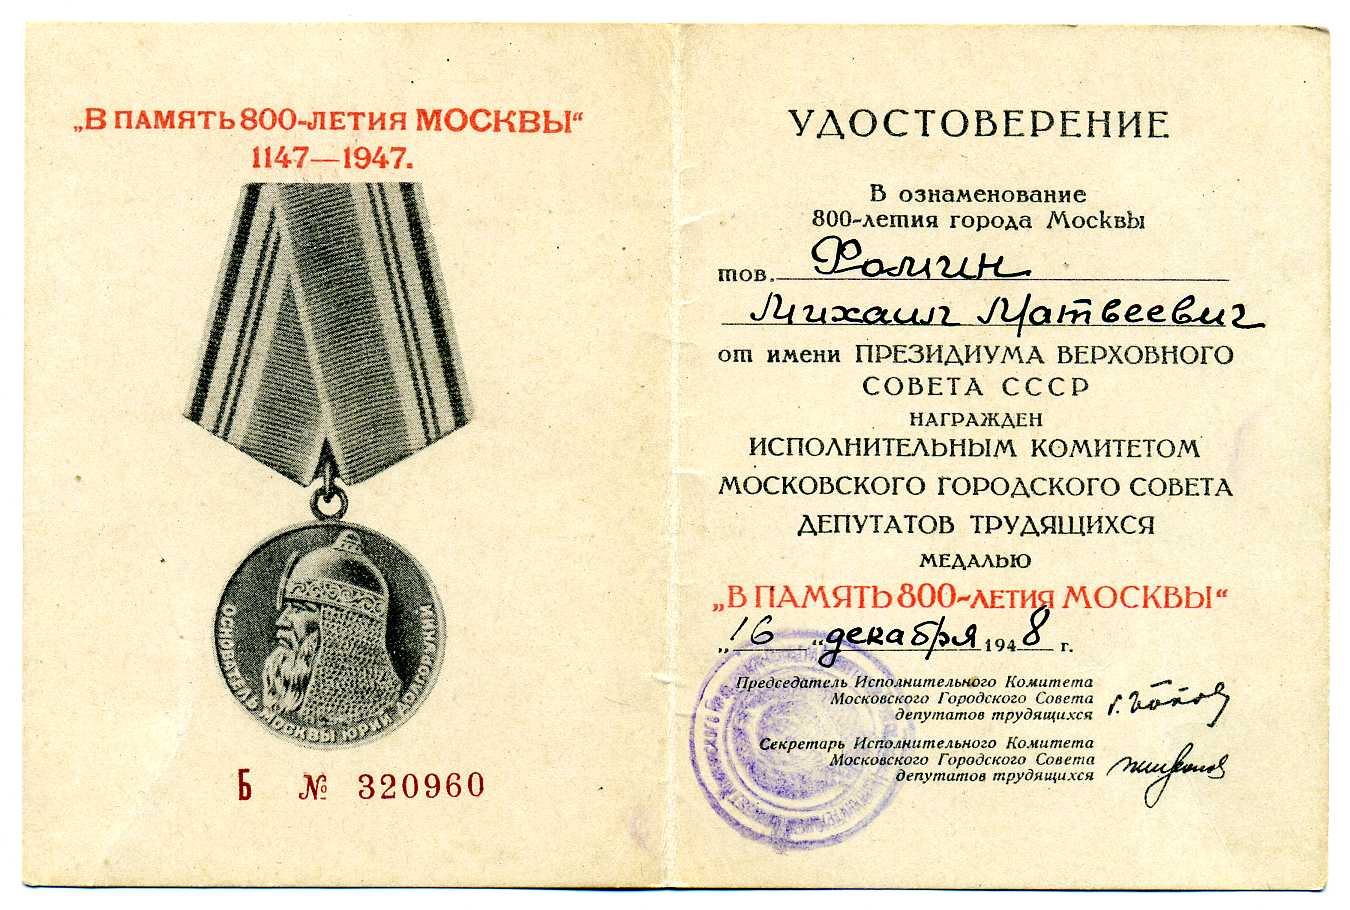 „В ПАМЯТЬ 800-ЛЕТИЯ МОСКВЫ“
1147—1947.
ОСНОВАТЕЛЬ МОСКВЫ ЮРИЙ ДОЛГОРУКИЙ
Б № 320960
УДОСТОВЕРЕНИЕ
В ознаменование
800-летия города Москвы
тов. Фомин
Михаил Матвеевич
от имени ПРЕЗИДИУМА ВЕРХОВНОГО
СОВЕТА СССР
НАГРАЖДЕН
ИСПОЛНИТЕЛЬНЫМ КОМИТЕТОМ
МОСКОВСКОГО ГОРОДСКОГО СОВЕТА
ДЕПУТАТОВ ТРУДЯЩИХСЯ
МЕДАЛЬЮ
„В ПАМЯТЬ 800-ЛЕТИЯ МОСКВЫ“
„16“ декабря 1948 г.
Председатель Исполнительного Комитета
Московского Городского Совета
депутатов трудящихся
Г. Попов
Секретарь Исполнительного Комитета
Московского Городского Совета
депутатов трудящихся